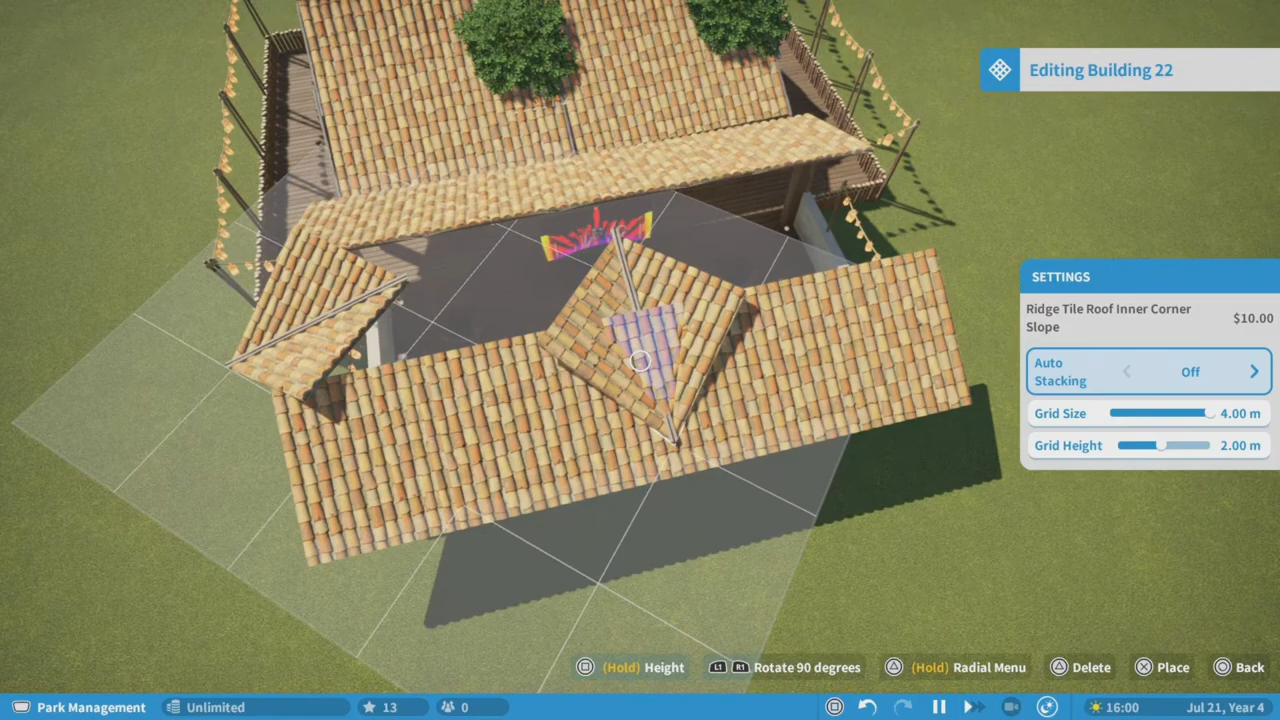 Editing Building 22
SETTINGS
Ridge Tile Roof Inner Corner
Slope
$10.00
Auto
Stacking
Off
Grid Size
4.00 m
Grid Height
2.00 m
(Hold) Height
L1 R1 Rotate 90 degrees
(Hold) Radial Menu
Delete
Place
Back
Park Management
Unlimited
13
0
16:00
Jul 21, Year 4